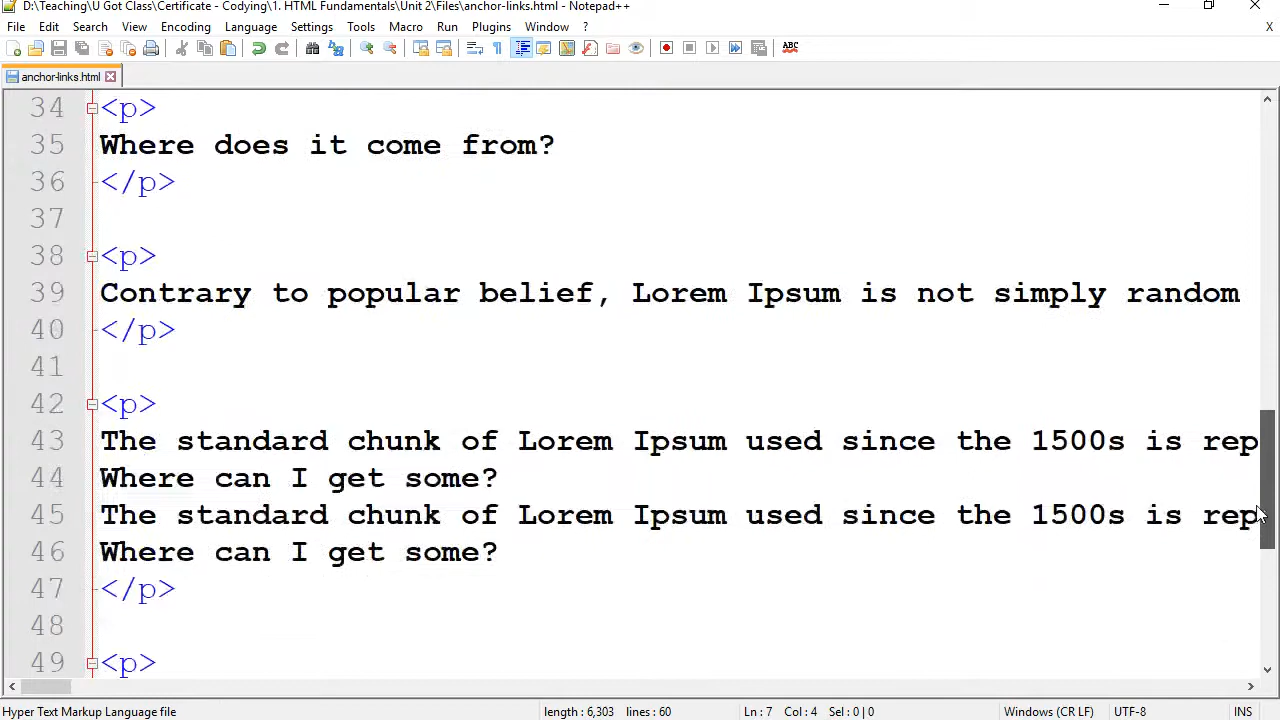 D:\Teaching\U Got Class\Certificate - Codying\1. HTML Fundamentals\Unit 2\Files\anchor-links.html - Notepad++
File Edit Search View Encoding Language Settings Tools Macro Run Plugins Window ? X
ABC
anchor-links.html
34 <p>
35 Where does it come from?
36 </p>
37
38 <p>
39 Contrary to popular belief, Lorem Ipsum is not simply random
40 </p>
41
42 <p>
43 The standard chunk of Lorem Ipsum used since the 1500s is rep
44 Where can I get some?
45 The standard chunk of Lorem Ipsum used since the 1500s is rep
46 Where can I get some?
47 </p>
48
49 <p>
Hyper Text Markup Language file length : 6,303 lines : 60 Ln : 7 Col : 4 Sel : 0 | 0 Windows (CR LF) UTF-8 INS